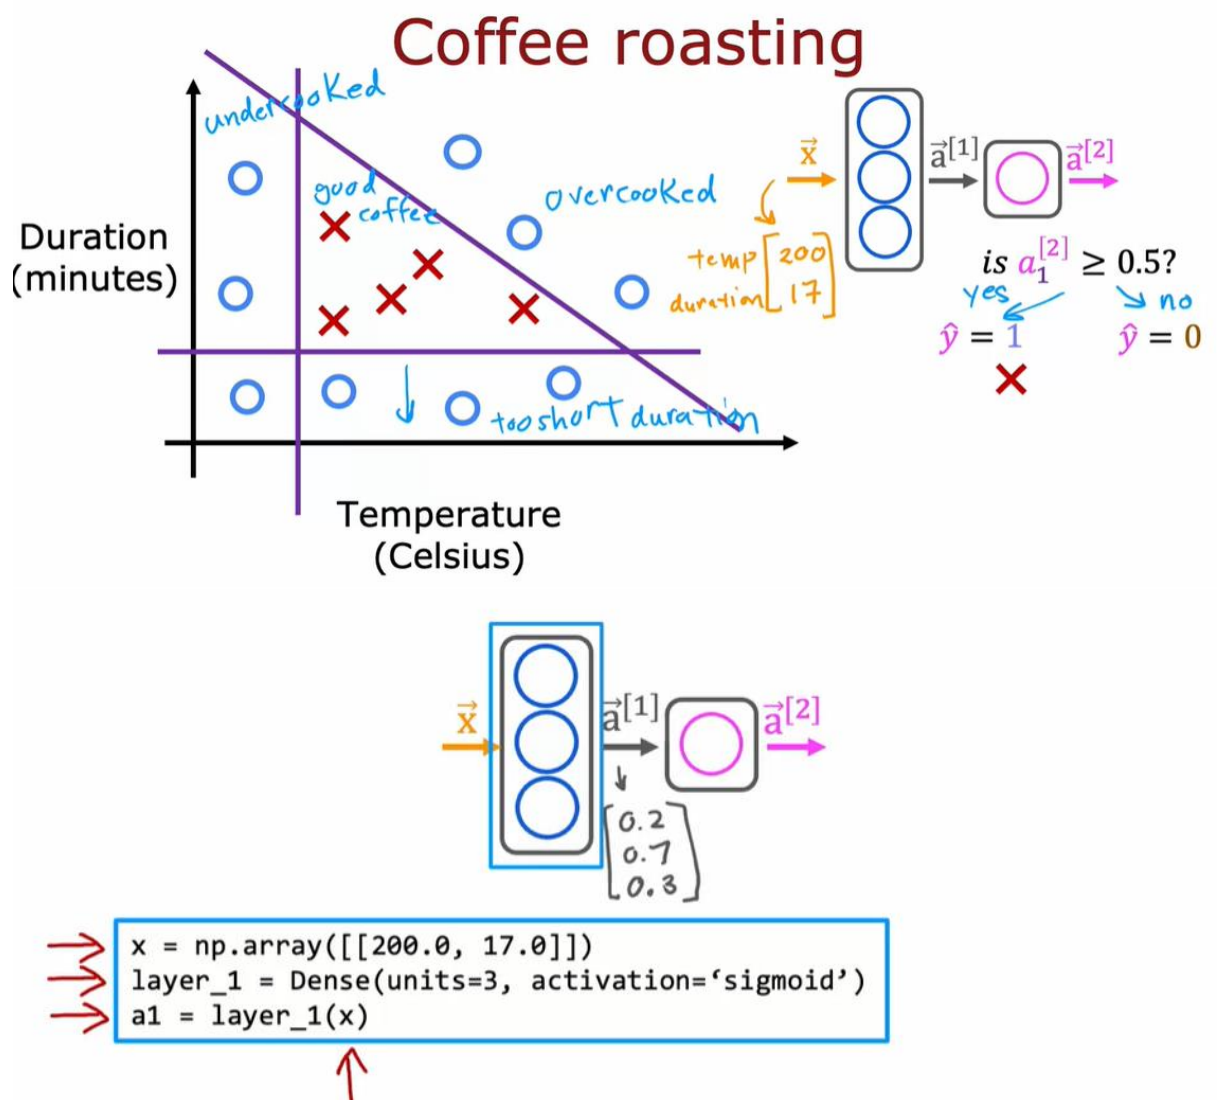 Coffee roasting
undercooked
good
coffee
overcooked
Duration
(minutes)
too short duration
Temperature
(Celsius)
x⃗
a⃗[1]
a⃗[2]
temp [200
duration 17]
is a₁[2] ≥ 0.5?
yes
no
ŷ = 1
ŷ = 0
x⃗
a⃗[1]
a⃗[2]
0.2
0.7
0.3
x = np.array([[200.0, 17.0]])
layer_1 = Dense(units=3, activation=‘sigmoid’)
a1 = layer_1(x)